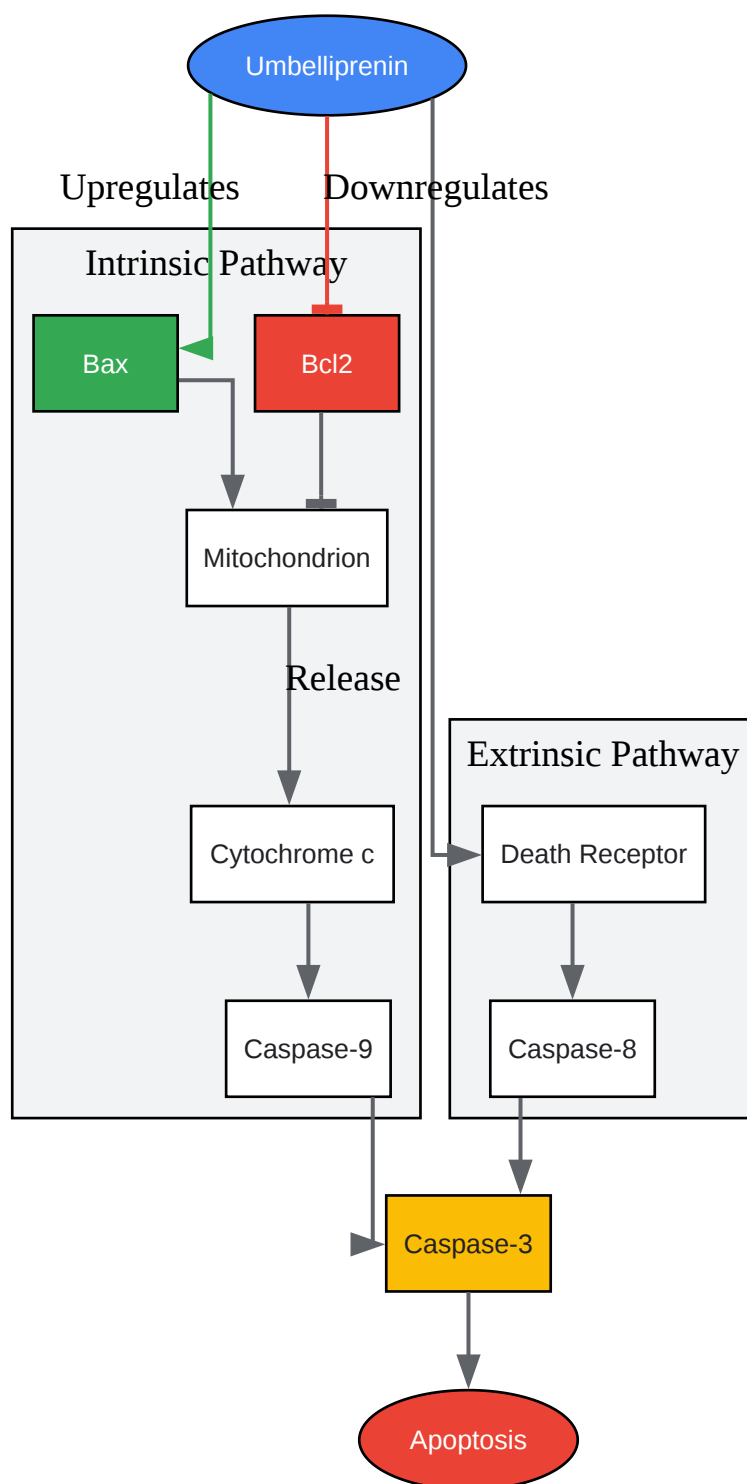 Umbelliprenin
Upregulates
Downregulates
Intrinsic Pathway
Bax
Bcl2
Mitochondrion
Release
Extrinsic Pathway
Cytochrome c
Death Receptor
Caspase-9
Caspase-8
Caspase-3
Apoptosis